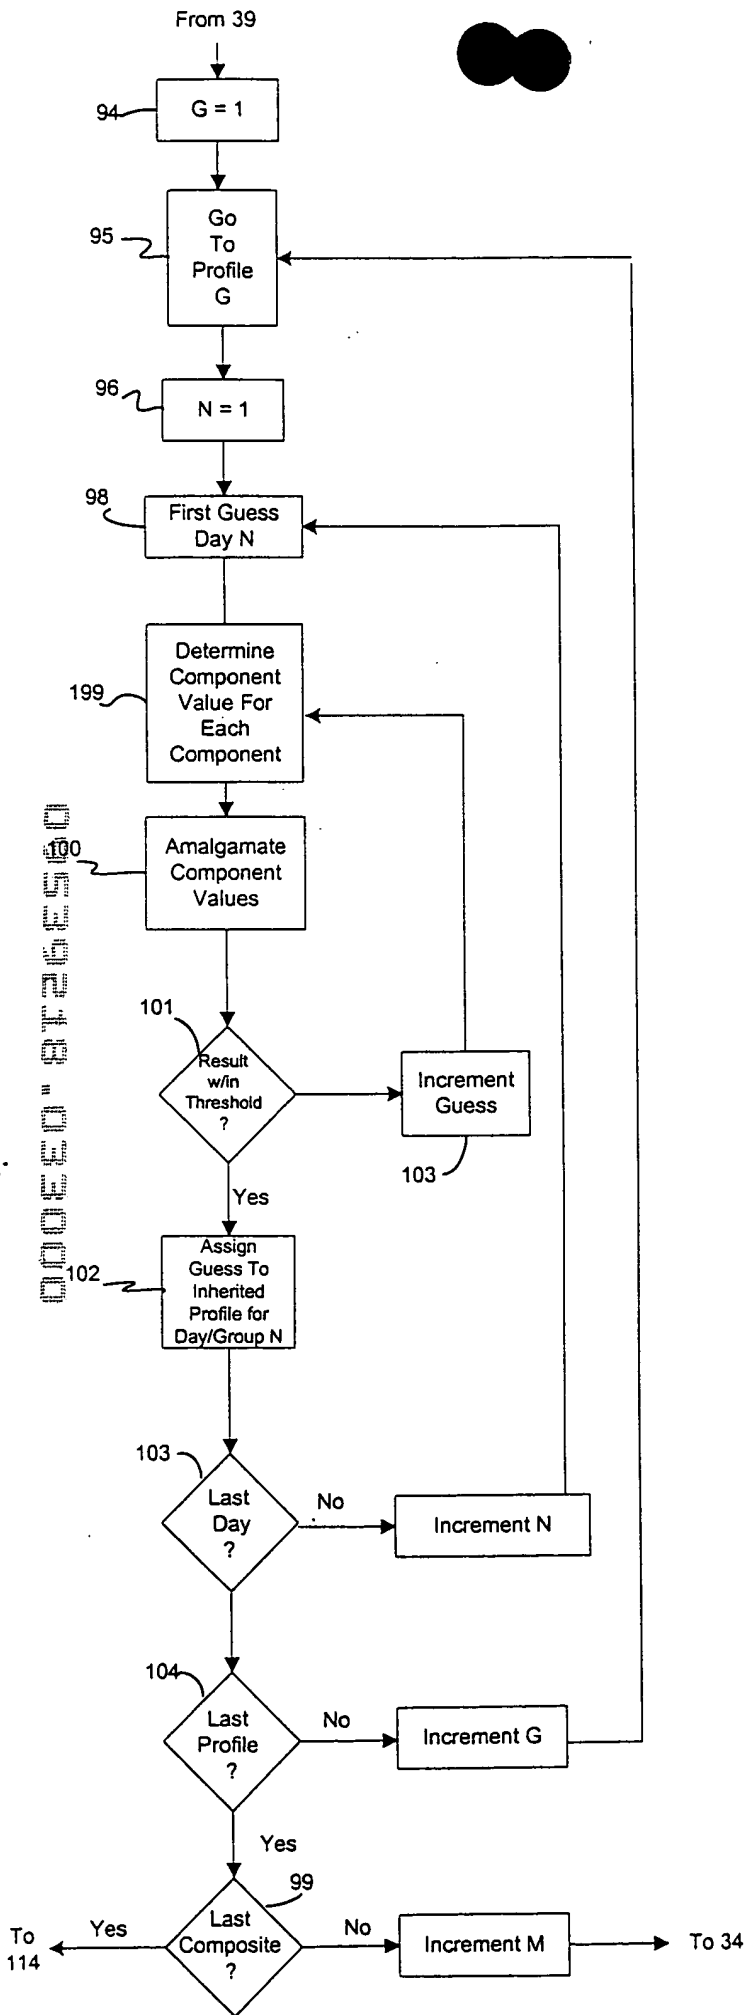 From 39
94
G = 1
95
Go
To
Profile
G
96
N = 1
98
First Guess
Day N
199
Determine
Component
Value For
Each
Component
100
Amalgamate
Component
Values
09539218 .033000
101
Result
w/in
Threshold
?
Increment
Guess
103
Yes
102
Assign
Guess To
Inherited
Profile for
Day/Group N
103
Last
Day
?
No
Increment N
104
Last
Profile
?
No
Increment G
Yes
99
Last
Composite
?
Yes
To
114
No
Increment M
To 34